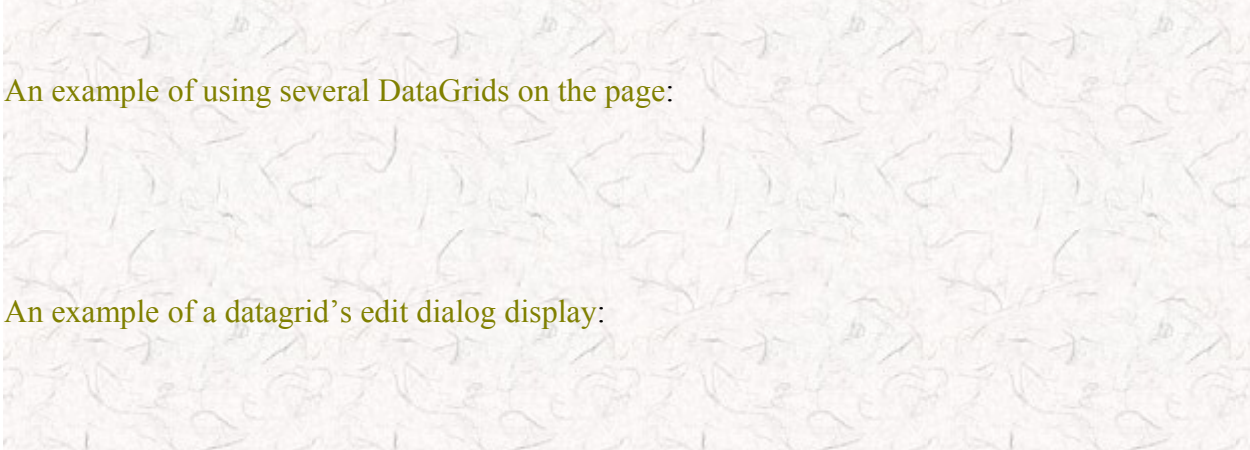 An example of using several DataGrids on the page:
An example of a datagrid’s edit dialog display: